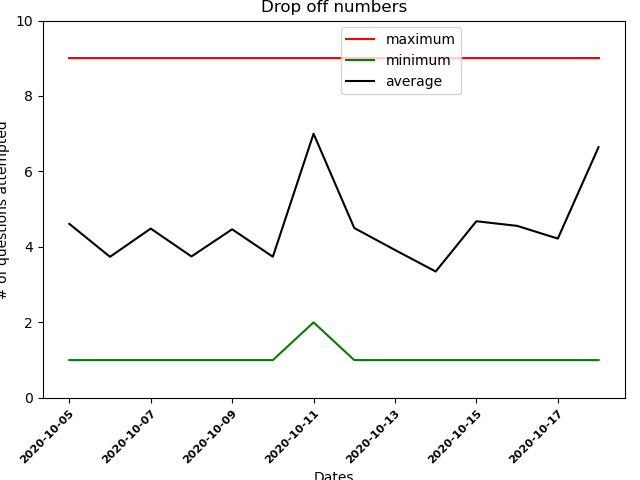 Drop off numbers
maximum
minimum
average
# of questions attempted
10
8
6
4
2
0
2020-10-05
2020-10-07
2020-10-09
2020-10-11
2020-10-13
2020-10-15
2020-10-17
Dates